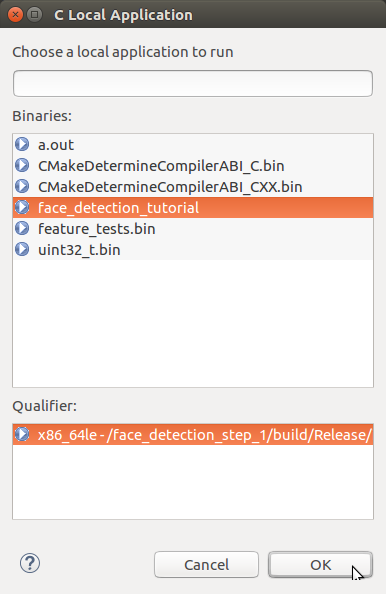 C Local Application
Choose a local application to run
Binaries:
a.out
CMakeDetermineCompilerABI_C.bin
CMakeDetermineCompilerABI_CXX.bin
face_detection_tutorial
feature_tests.bin
uint32_t.bin
Qualifier:
x86_64le - /face_detection_step_1/build/Release/
?
Cancel
OK